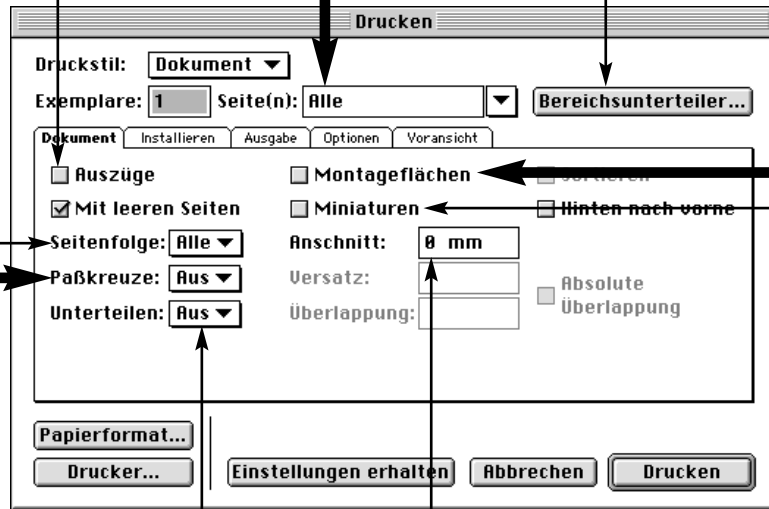 Drucken
Druckstil: Dokument
Exemplare: 1 Seite(n): Alle Bereichsunterteiler...
Dokument Installieren Ausgabe Optionen Voransicht
Auszüge Montageflächen Sortieren
Mit leeren Seiten Miniaturen Hinten nach vorne
Seitenfolge: Alle Anschnitt: 0 mm
Paßkreuze: Aus Versatz: Absolute
Unterteilen: Aus Überlappung: Überlappung
Papierformat...
Drucker... Einstellungen erhalten Abbrechen Drucken